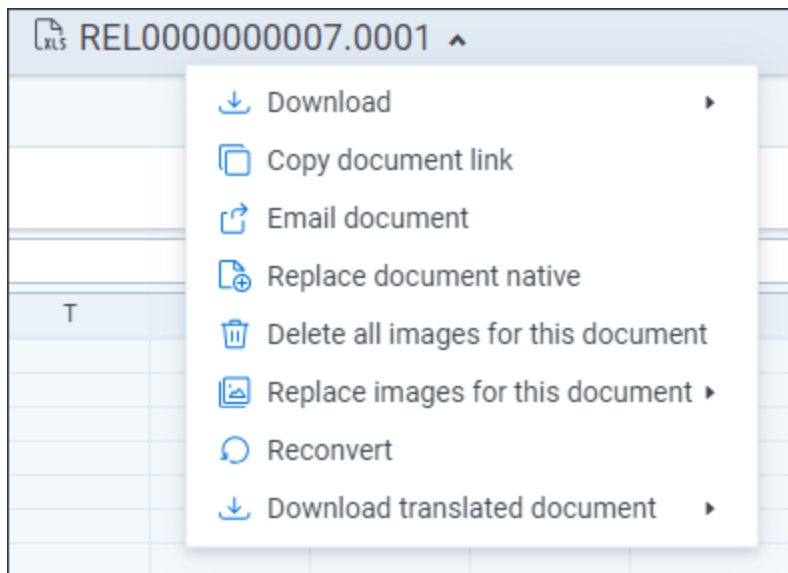 XLS REL0000000007.0001
Download
Copy document link
Email document
Replace document native
T
Delete all images for this document
Replace images for this document
Reconvert
Download translated document